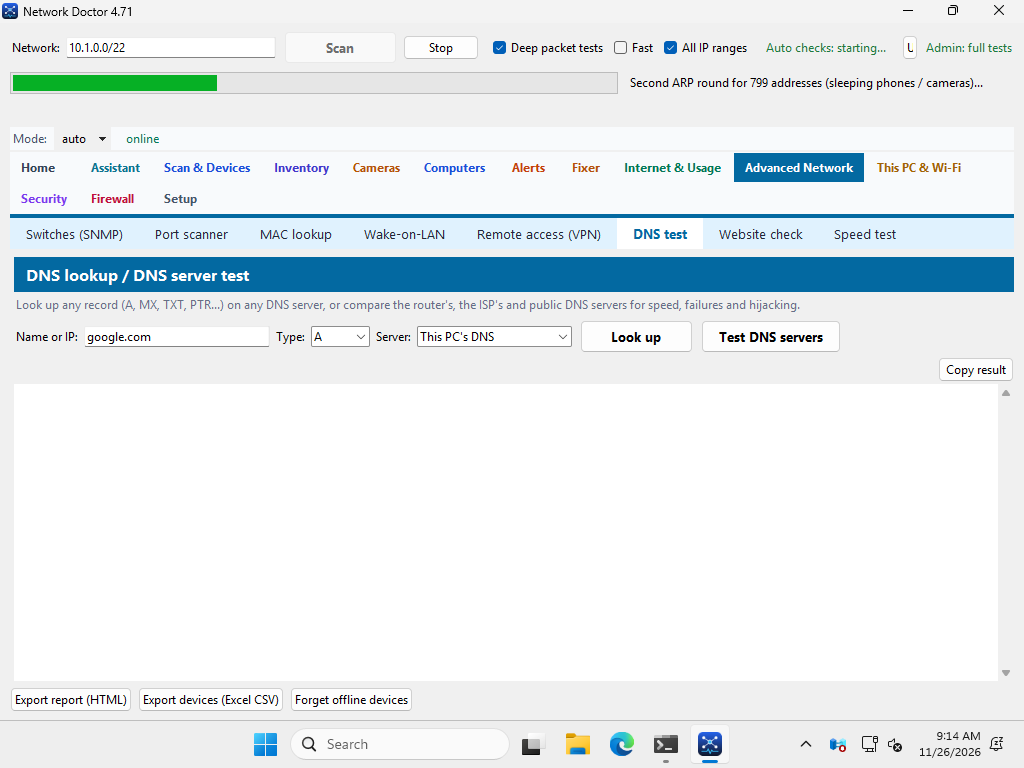 Network Doctor 4.71
Network: 10.1.0.0/22 Scan Stop Deep packet tests Fast All IP ranges Auto checks: starting... U Admin: full tests
Second ARP round for 799 addresses (sleeping phones / cameras)...
Mode: auto online
Home Assistant Scan & Devices Inventory Cameras Computers Alerts Fixer Internet & Usage Advanced Network This PC & Wi-Fi
Security Firewall Setup
Switches (SNMP) Port scanner MAC lookup Wake-on-LAN Remote access (VPN) DNS test Website check Speed test
DNS lookup / DNS server test
Look up any record (A, MX, TXT, PTR...) on any DNS server, or compare the router's, the ISP's and public DNS servers for speed, failures and hijacking.
Name or IP: google.com Type: A Server: This PC's DNS Look up Test DNS servers
Copy result
Export report (HTML) Export devices (Excel CSV) Forget offline devices
Search
9:14 AM
11/26/2026